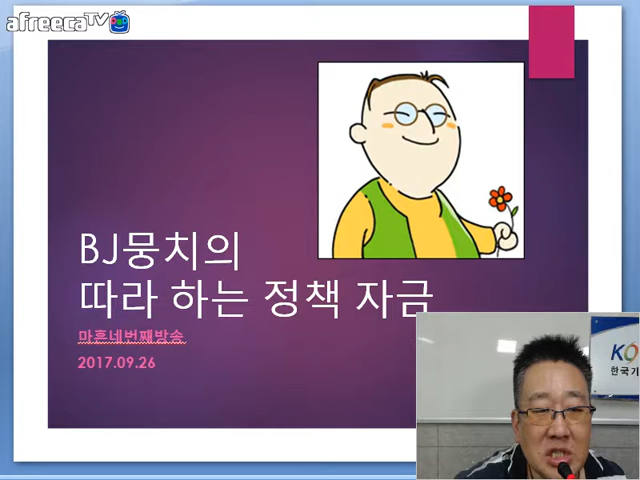 afreecaTV
BJ뭉치의
따라 하는 정책 자금
마흔네번째방송
2017.09.26
KO
한국기